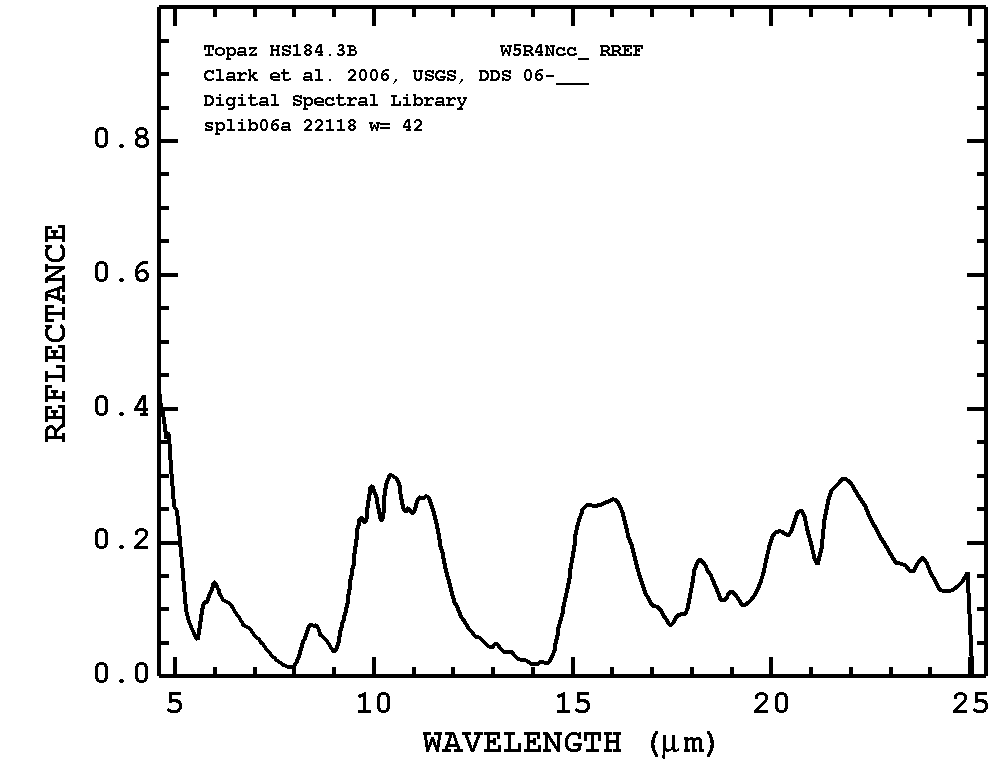 Topaz HS184.3B W5R4Ncc_ RREF
Clark et al. 2006, USGS, DDS 06-___
Digital Spectral Library
splib06a 22118 w= 42
0.8
0.6
0.4
0.2
0.0
REFLECTANCE
5 10 15 20 25
WAVELENGTH (μm)